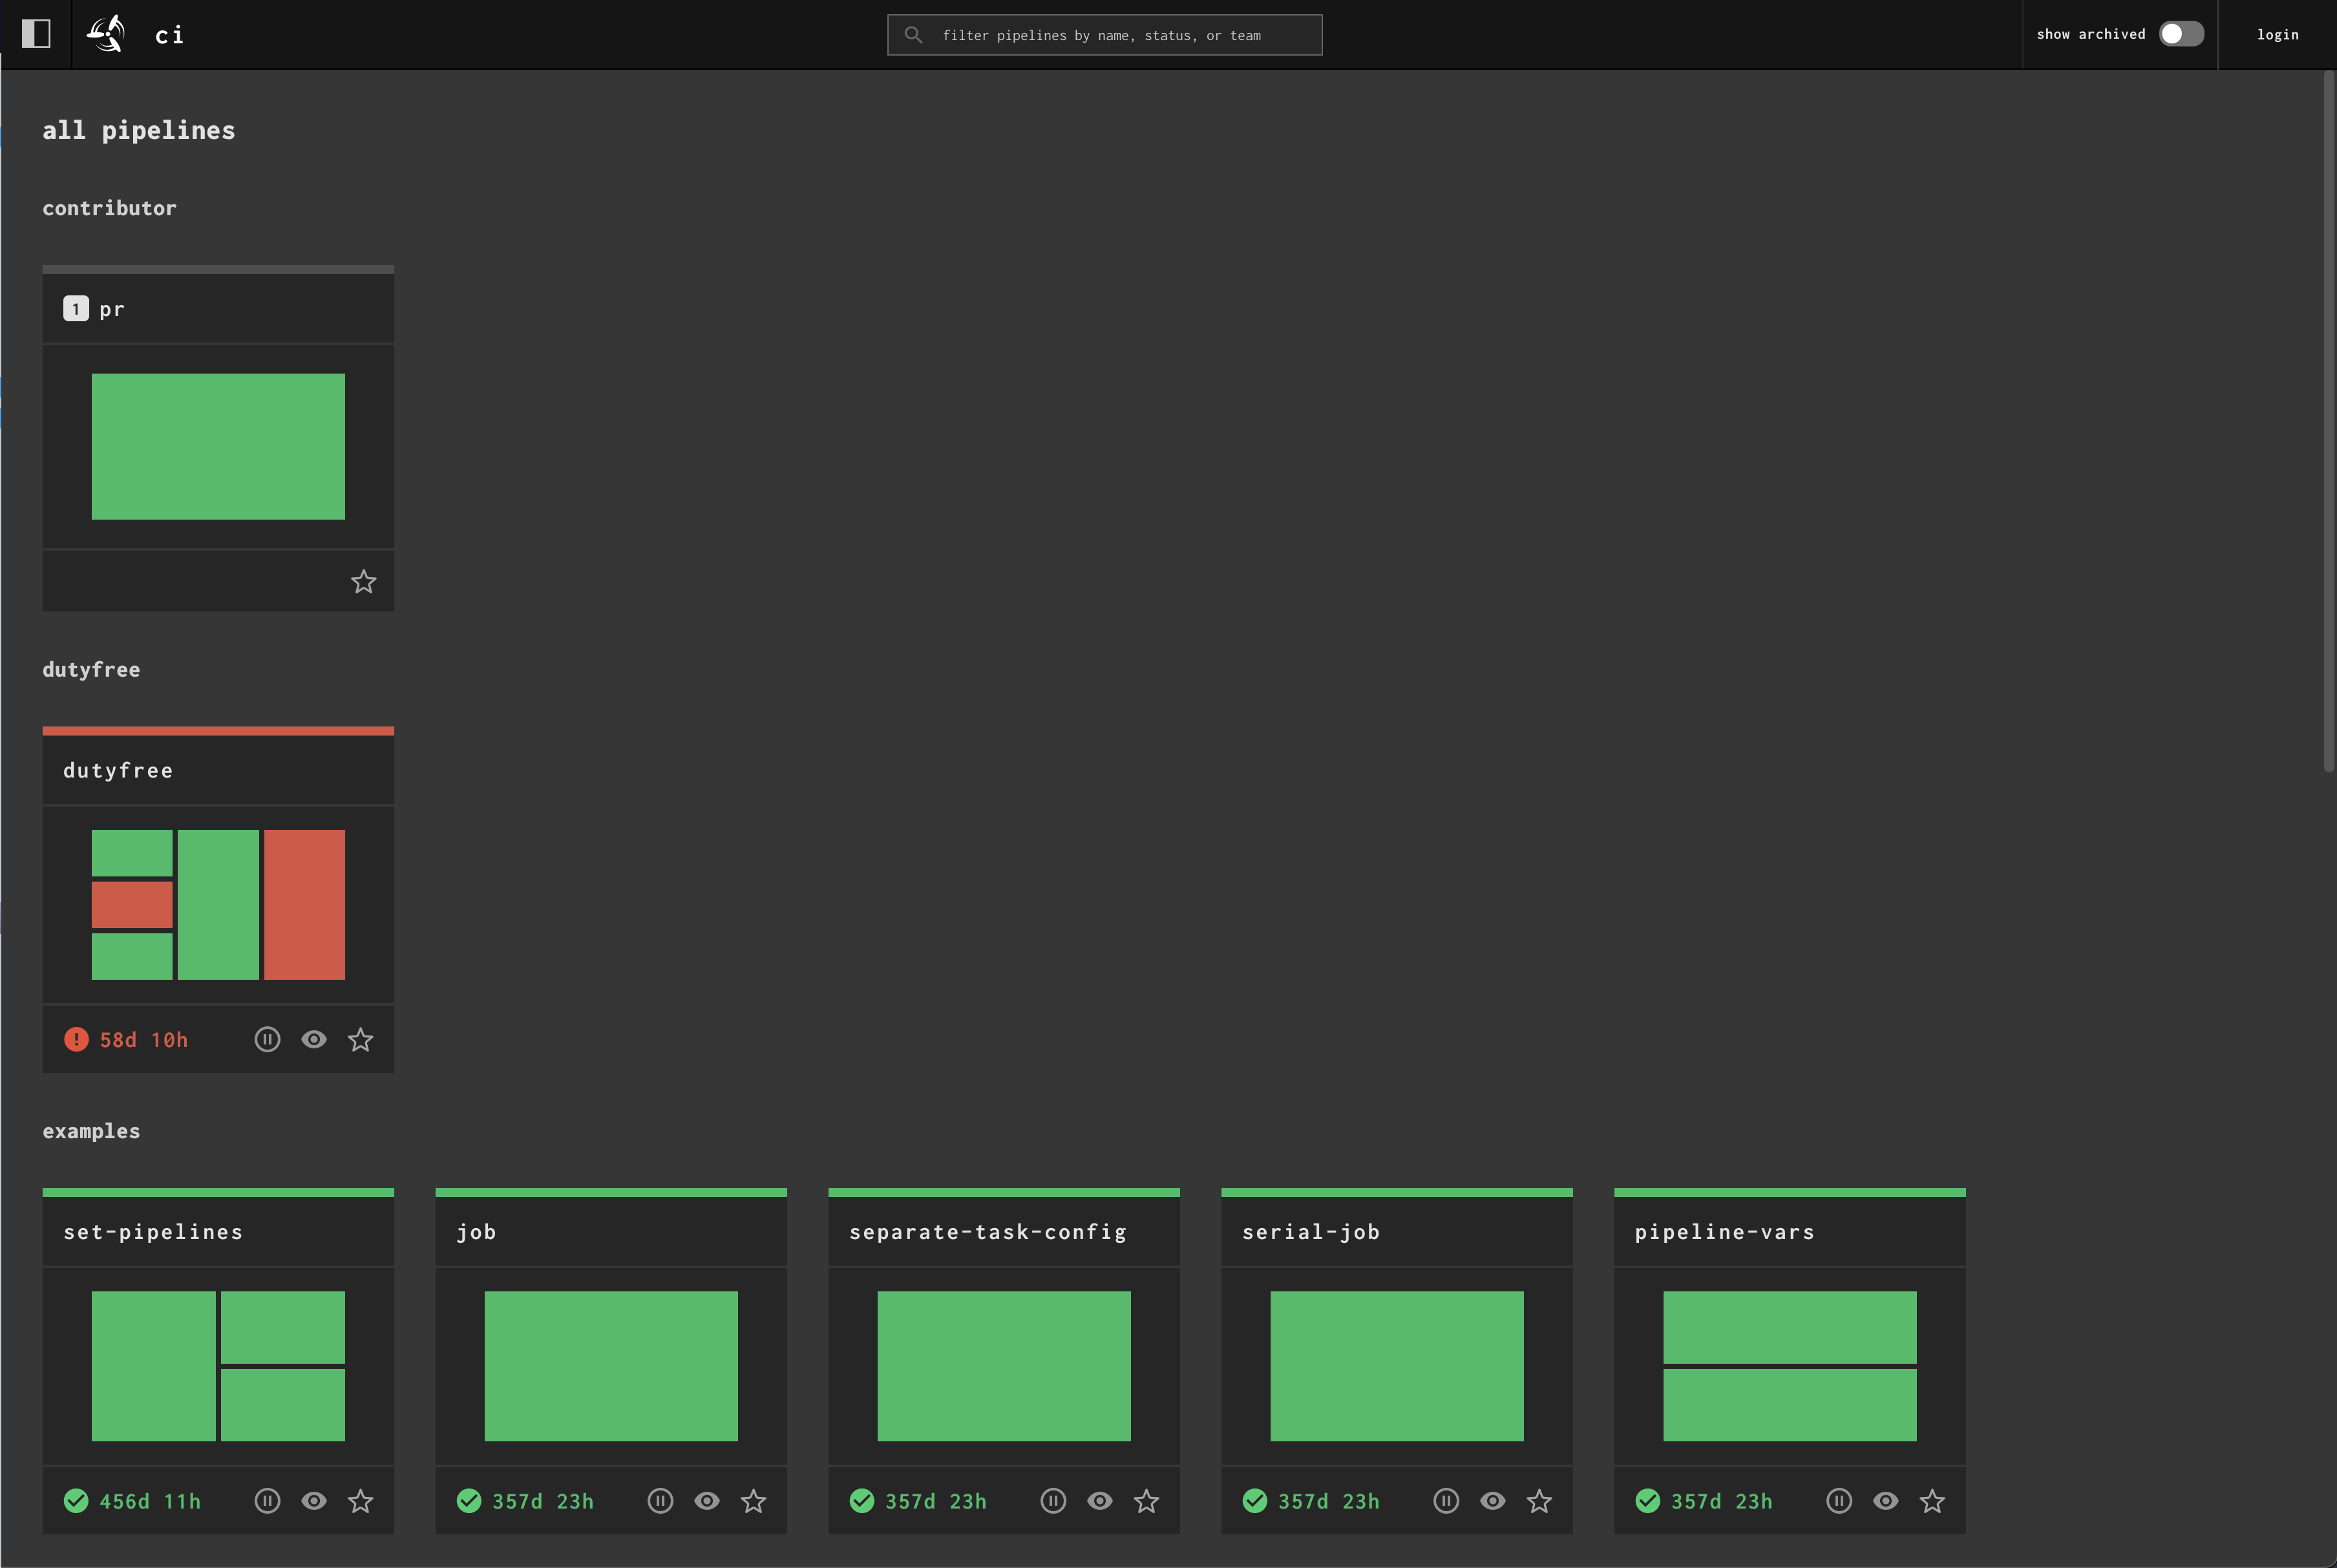 ci
filter pipelines by name, status, or team
show archived
login
all pipelines
contributor
1 pr
dutyfree
dutyfree
58d 10h
examples
set-pipelines
job
separate-task-config
serial-job
pipeline-vars
456d 11h
357d 23h
357d 23h
357d 23h
357d 23h